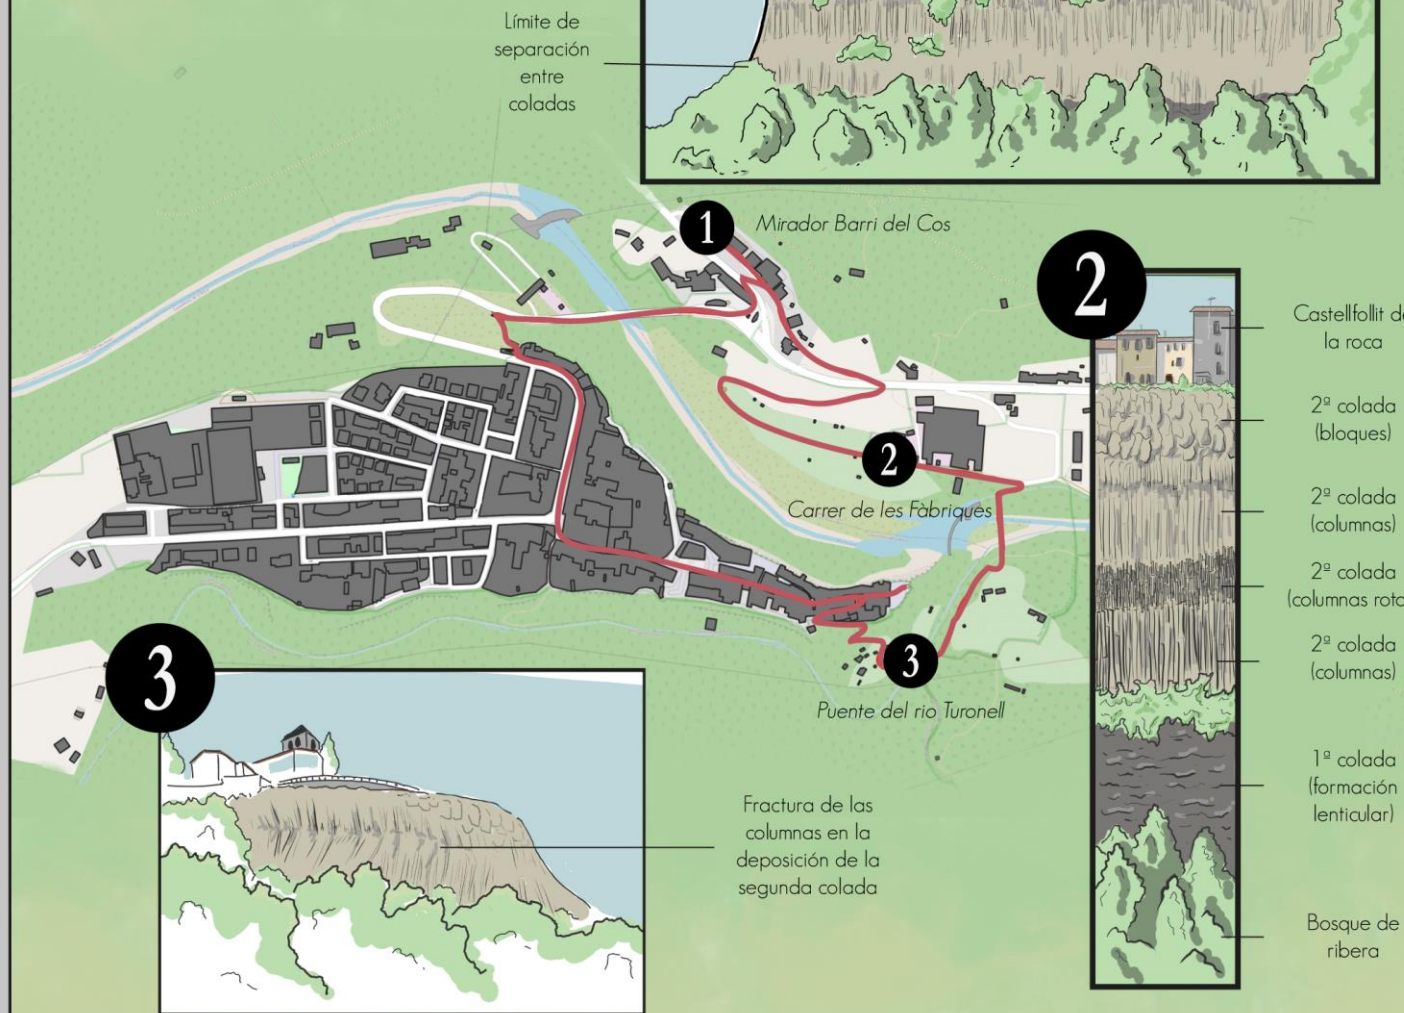 Límite de
separación
entre
coladas
1
Mirador Barri del Cos
2
Castellfollit de
la roca
2ª colada
(bloques)
2
Carrer de les Fàbriques
2ª colada
(columnas)
2ª colada
(columnas rotas
2ª colada
(columnas)
3
3
Puente del rio Turonell
1ª colada
(formación
lenticular)
Fractura de las
columnas en la
deposición de la
segunda colada
Bosque de
ribera